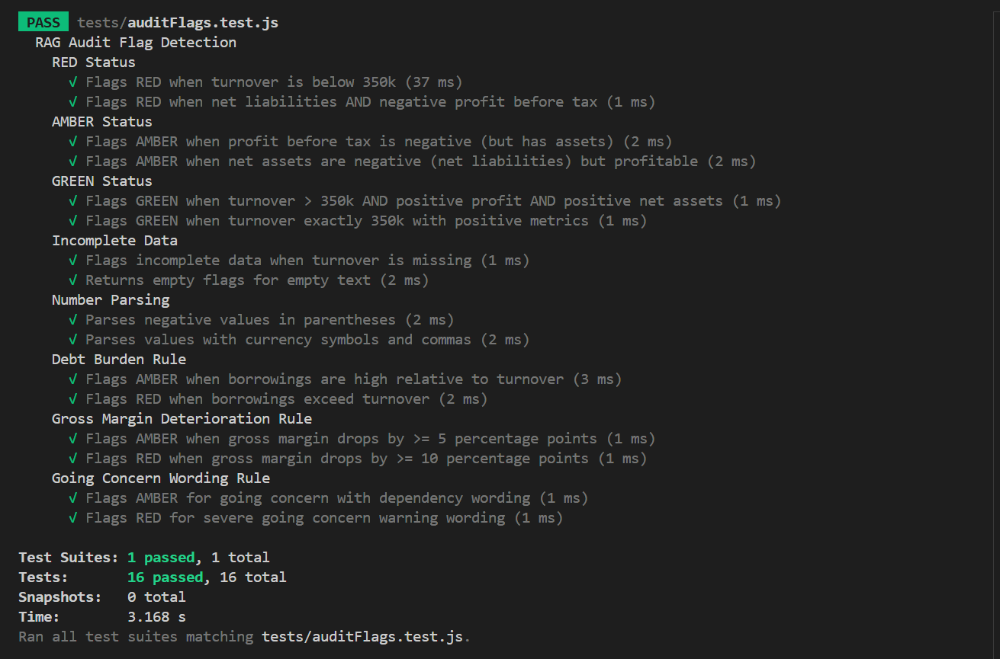 PASS tests/auditFlags.test.js
RAG Audit Flag Detection
RED Status
√ Flags RED when turnover is below 350k (37 ms)
√ Flags RED when net liabilities AND negative profit before tax (1 ms)
AMBER Status
√ Flags AMBER when profit before tax is negative (but has assets) (2 ms)
√ Flags AMBER when net assets are negative (net liabilities) but profitable (2 ms)
GREEN Status
√ Flags GREEN when turnover > 350k AND positive profit AND positive net assets (1 ms)
√ Flags GREEN when turnover exactly 350k with positive metrics (1 ms)
Incomplete Data
√ Flags incomplete data when turnover is missing (1 ms)
√ Returns empty flags for empty text (2 ms)
Number Parsing
√ Parses negative values in parentheses (2 ms)
√ Parses values with currency symbols and commas (2 ms)
Debt Burden Rule
√ Flags AMBER when borrowings are high relative to turnover (3 ms)
√ Flags RED when borrowings exceed turnover (2 ms)
Gross Margin Deterioration Rule
√ Flags AMBER when gross margin drops by >= 5 percentage points (1 ms)
√ Flags RED when gross margin drops by >= 10 percentage points (1 ms)
Going Concern Wording Rule
√ Flags AMBER for going concern with dependency wording (1 ms)
√ Flags RED for severe going concern warning wording (1 ms)
Test Suites: 1 passed, 1 total
Tests: 16 passed, 16 total
Snapshots: 0 total
Time: 3.168 s
Ran all test suites matching tests/auditFlags.test.js.